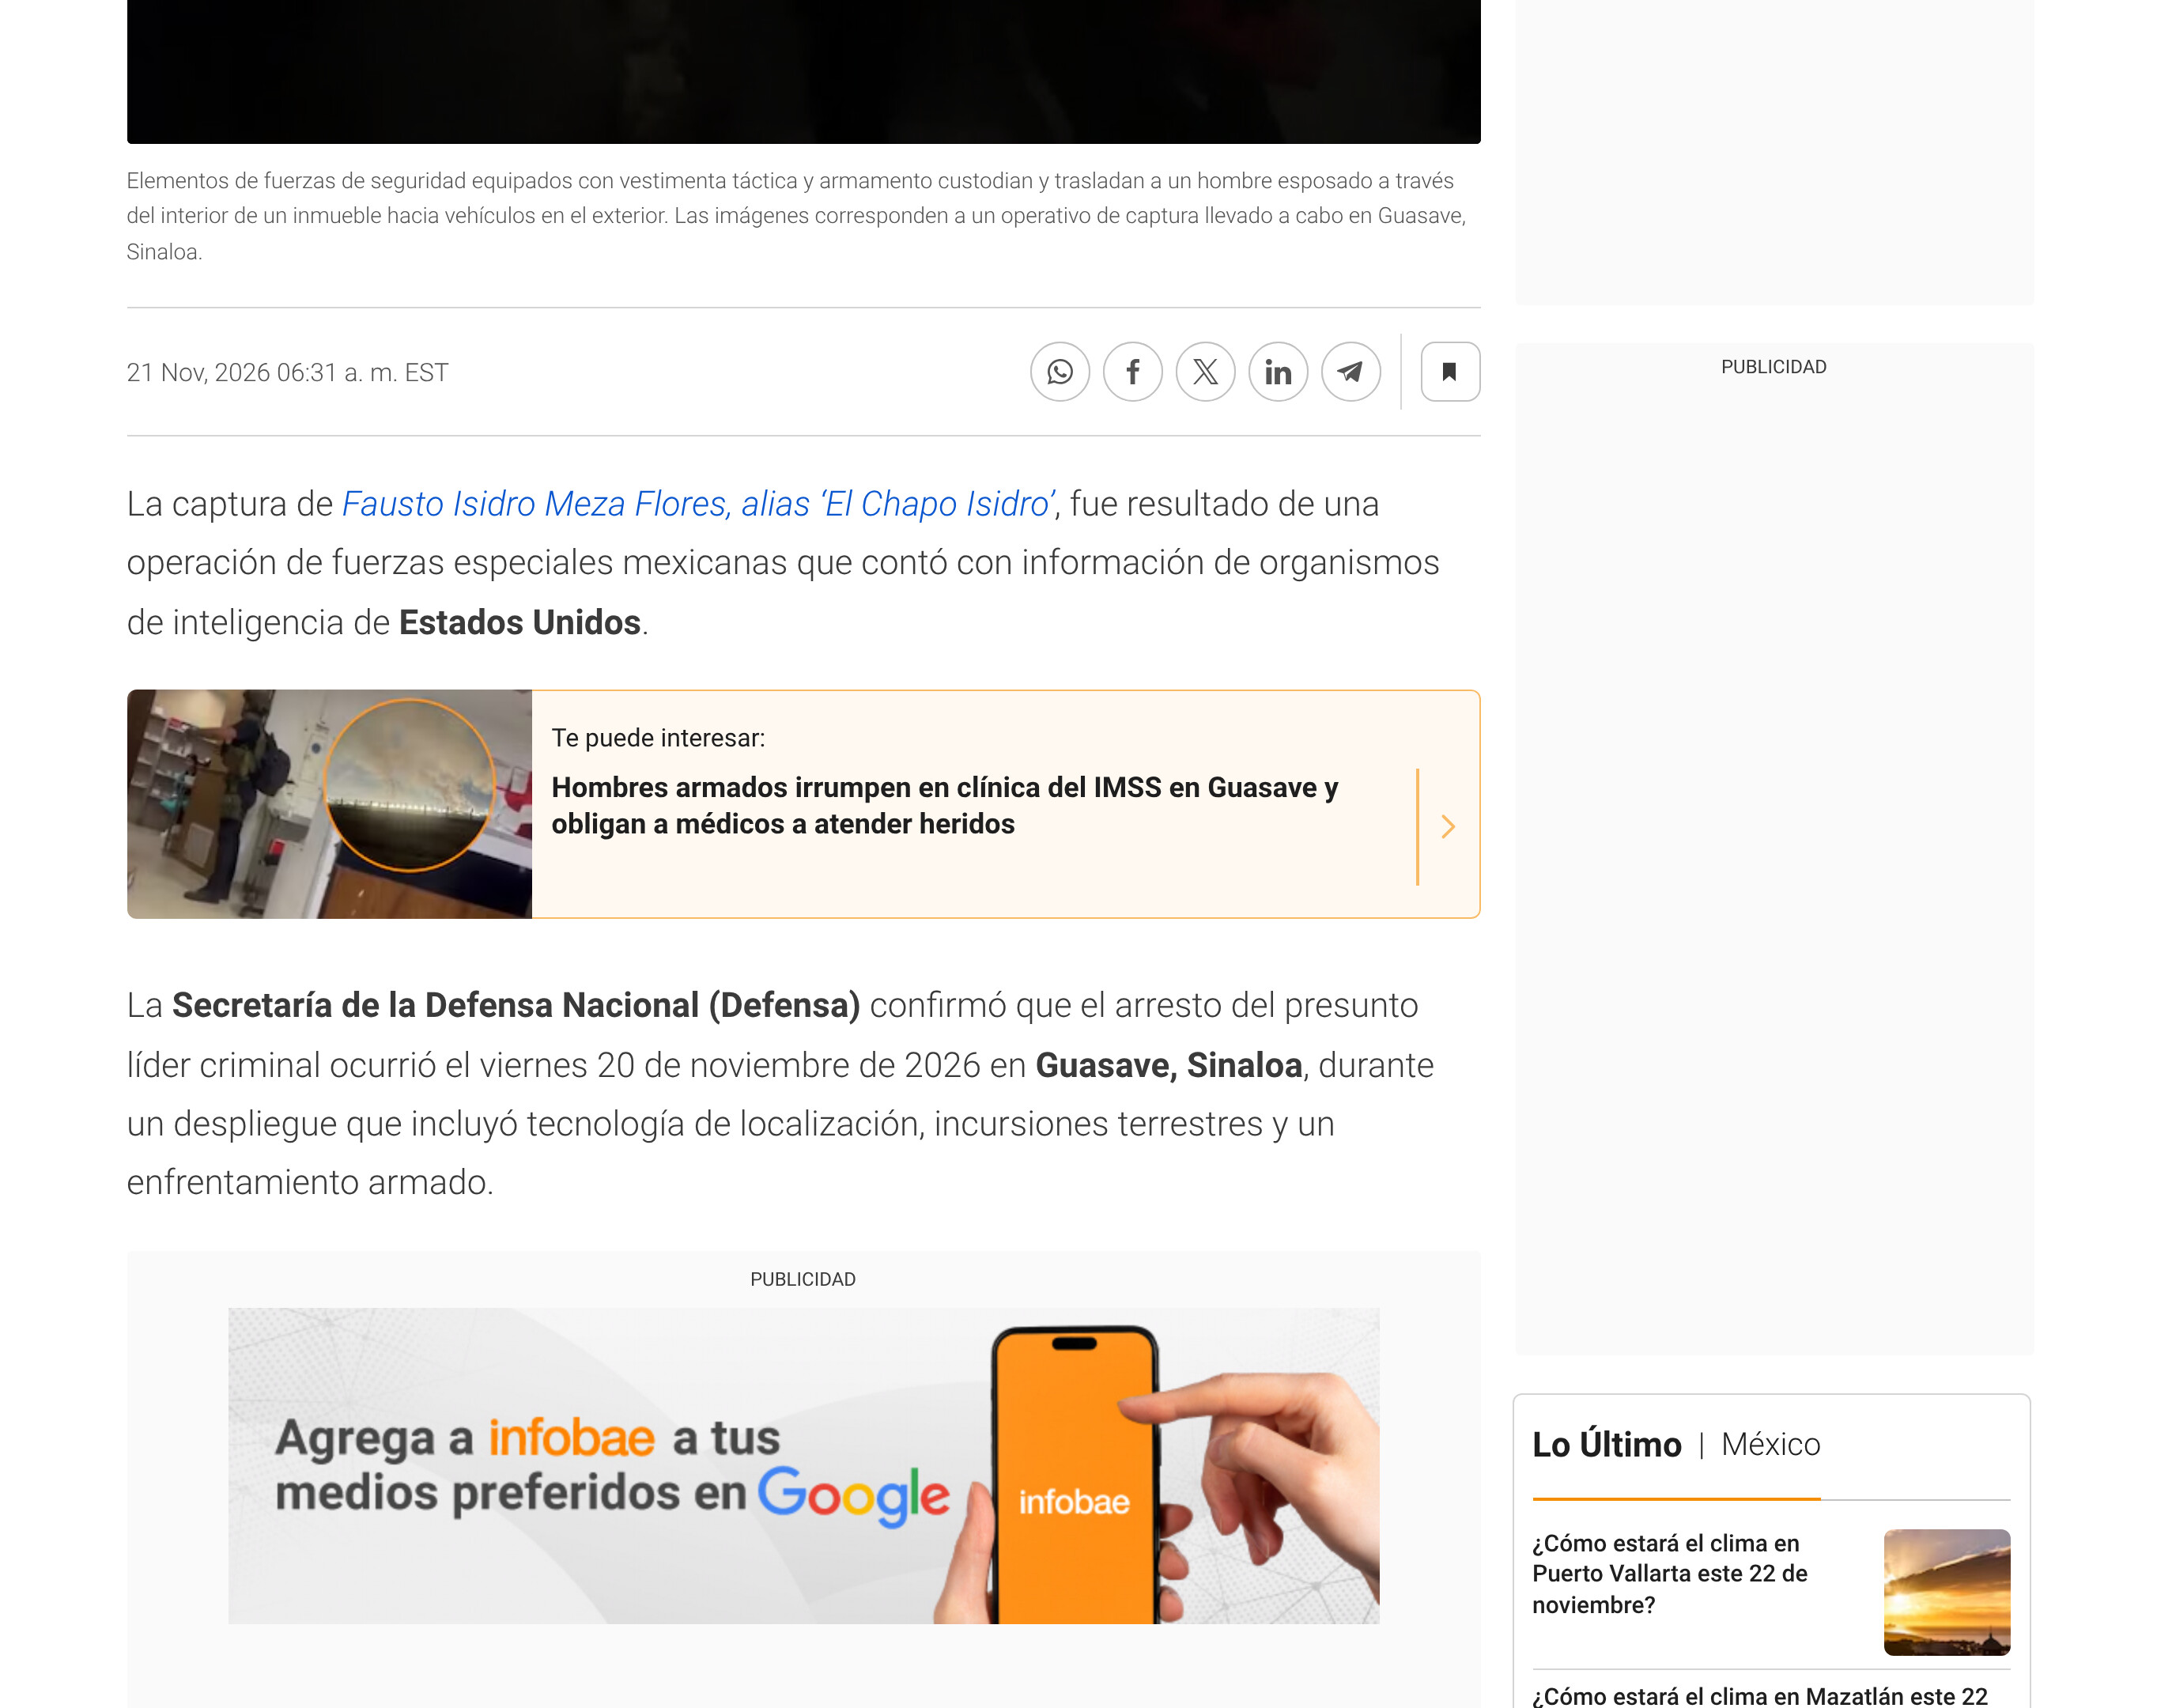 Elementos de fuerzas de seguridad equipados con vestimenta táctica y armamento custodian y trasladan a un hombre esposado a través
del interior de un inmueble hacia vehículos en el exterior. Las imágenes corresponden a un operativo de captura llevado a cabo en Guasave,
Sinaloa.
21 Nov, 2026 06:31 a. m. EST
La captura de Fausto Isidro Meza Flores, alias ‘El Chapo Isidro’, fue resultado de una
operación de fuerzas especiales mexicanas que contó con información de organismos
de inteligencia de Estados Unidos.
Te puede interesar:
Hombres armados irrumpen en clínica del IMSS en Guasave y
obligan a médicos a atender heridos
La Secretaría de la Defensa Nacional (Defensa) confirmó que el arresto del presunto
líder criminal ocurrió el viernes 20 de noviembre de 2026 en Guasave, Sinaloa, durante
un despliegue que incluyó tecnología de localización, incursiones terrestres y un
enfrentamiento armado.
PUBLICIDAD
Agrega a infobae a tus
medios preferidos en Google
infobae
PUBLICIDAD
Lo Último | México
¿Cómo estará el clima en
Puerto Vallarta este 22 de
noviembre?
¿Cómo estará el clima en Mazatlán este 22